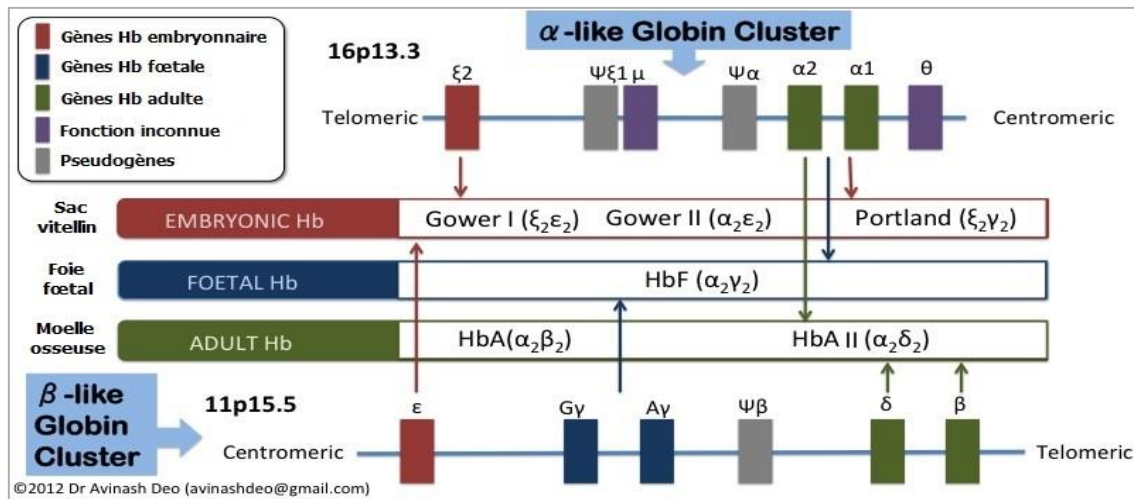 Gènes Hb embryonnaire
Gènes Hb fœtale
Gènes Hb adulte
Fonction inconnue
Pseudogènes
α-like Globin Cluster
16p13.3
ξ2 Ψξ1 μ Ψα α2 α1 θ
Telomeric Centromeric
Sac
vitellin
EMBRYONIC Hb Gower I (ξ₂ε₂) Gower II (α₂ε₂) Portland (ξ₂γ₂)
Foie
fœtal
FOETAL Hb HbF (α₂γ₂)
Moelle
osseuse
ADULT Hb HbA(α₂β₂) HbA II (α₂δ₂)
β-like
Globin
Cluster
11p15.5
ε Gγ Aγ Ψβ δ β
Centromeric Telomeric
©2012 Dr Avinash Deo (avinashdeo@gmail.com)